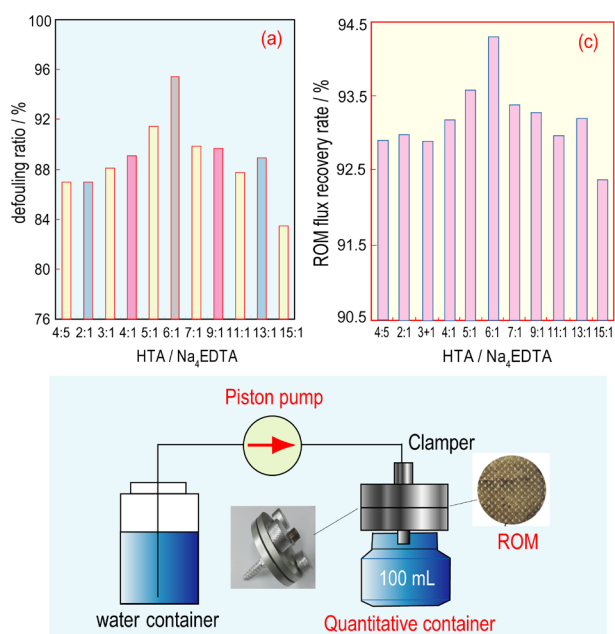 (a)
defouling ratio / %
100
96
92
88
84
80
76
4:5 2:1 3:1 4:1 5:1 6:1 7:1 9:1 11:1 13:1 15:1
HTA / Na₄EDTA
(c)
ROM flux recovery rate / %
94.5
93.5
92.5
91.5
90.5
4:5 2:1 3+1 4:1 5:1 6:1 7:1 9:1 11:1 13:1 15:1
HTA / Na₄EDTA
Piston pump
Clamper
ROM
100 mL
water container
Quantitative container